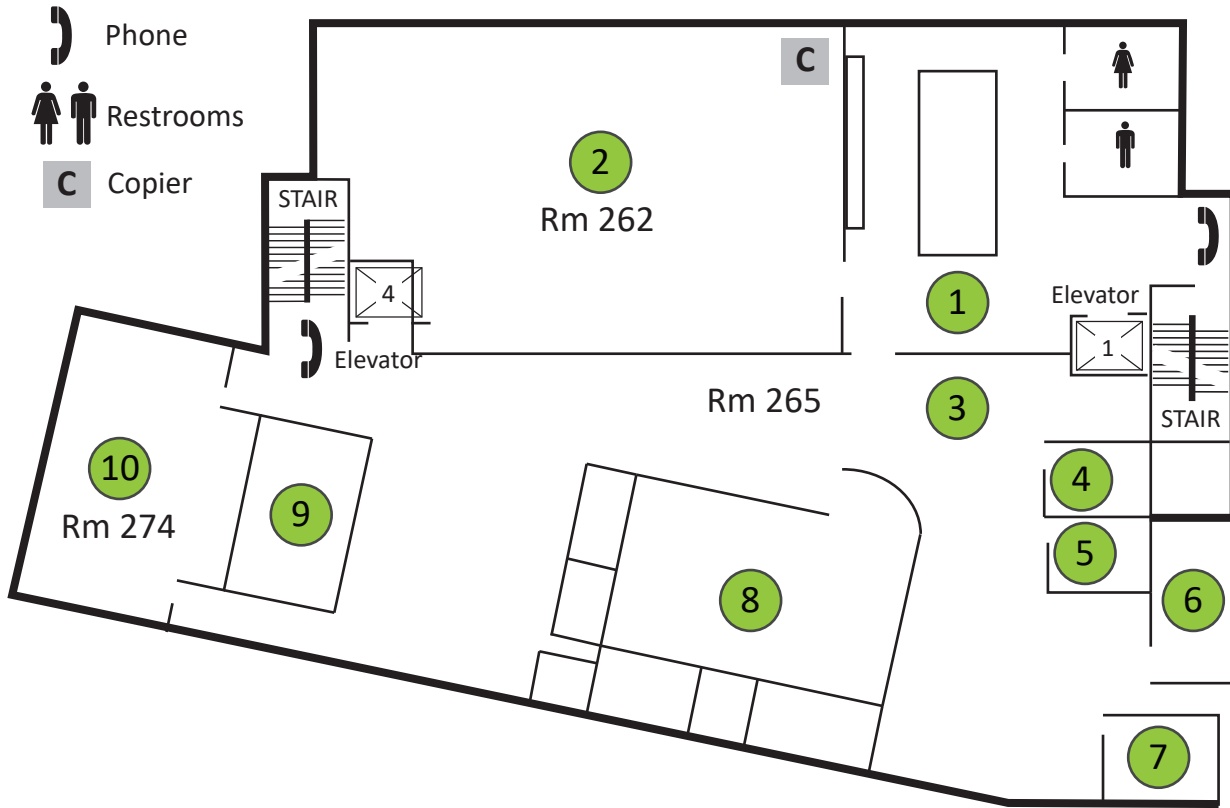 Phone
Restrooms
C Copier
C
2
Rm 262
STAIR
4
Elevator
1
Elevator
1
STAIR
Rm 265
3
10
Rm 274
9
4
5
8
6
7